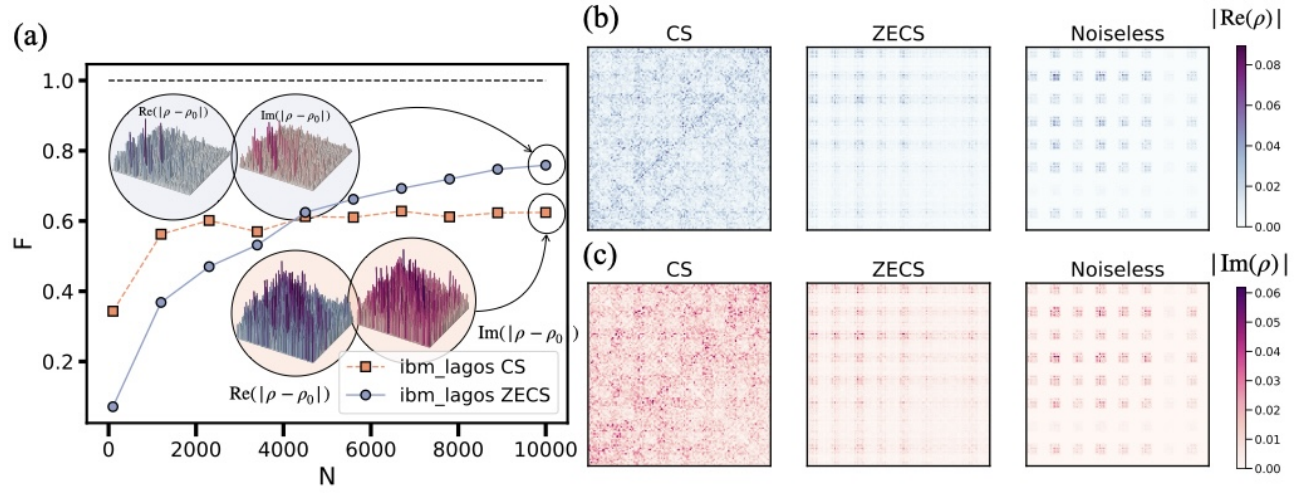 (a)
1.0
0.8
0.6
0.4
0.2
F
0
2000
4000
6000
8000
10000
N
Re(|ρ − ρ₀|)
Im(|ρ − ρ₀|)
Im(|ρ − ρ₀|)
Re(|ρ − ρ₀|)
ibm_lagos CS
ibm_lagos ZECS
(b)
CS
ZECS
Noiseless
|Re(ρ)|
0.08
0.06
0.04
0.02
0.00
(c)
CS
ZECS
Noiseless
|Im(ρ)|
0.06
0.05
0.04
0.03
0.02
0.01
0.00